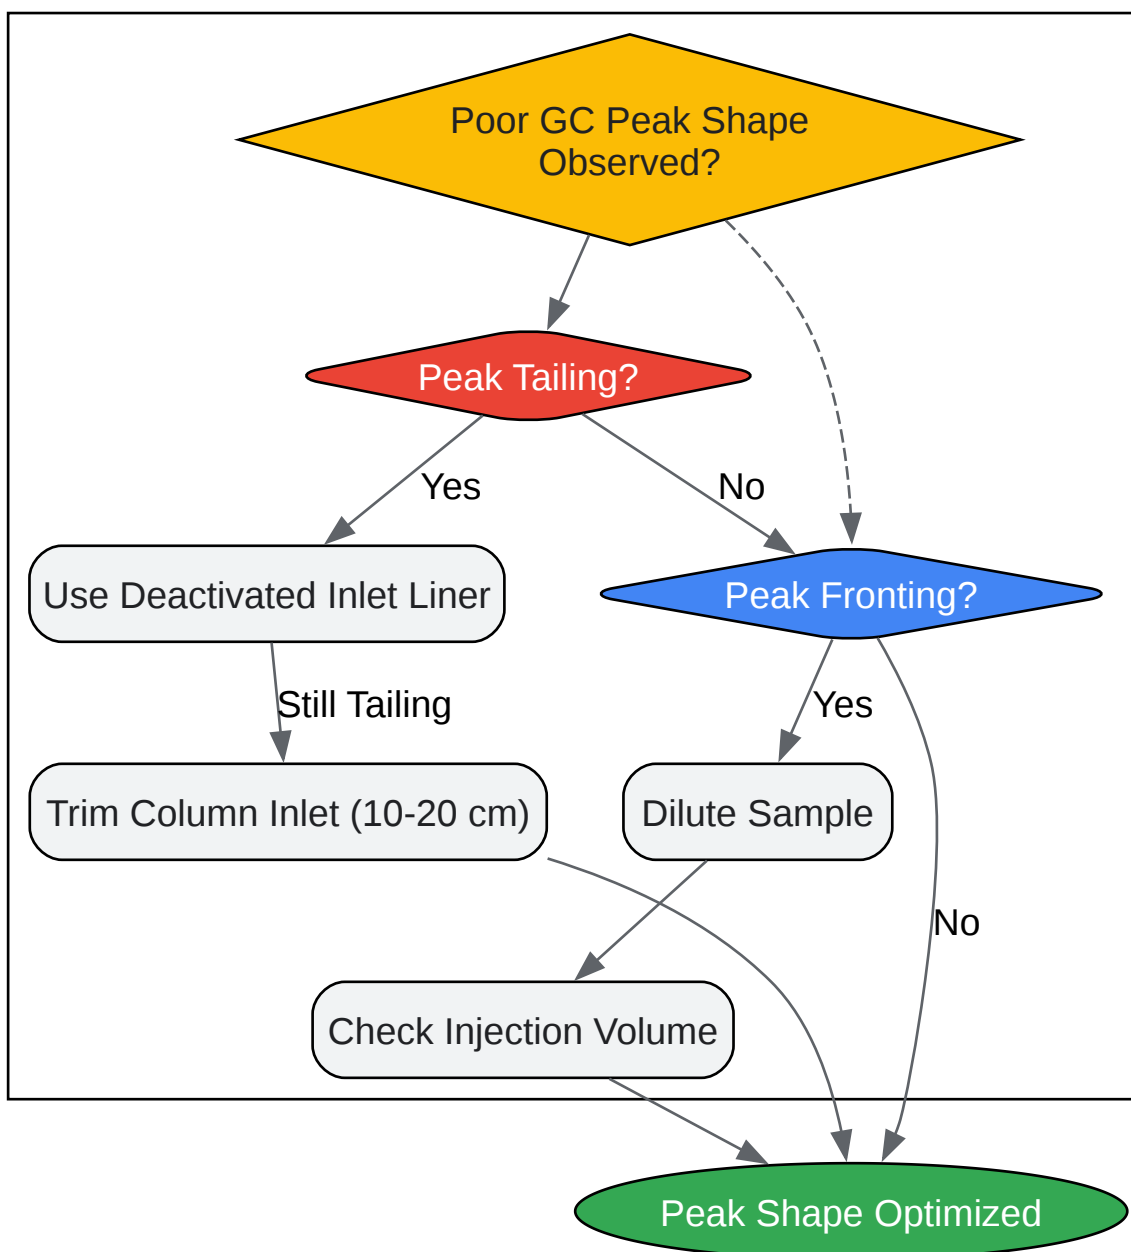 Poor GC Peak Shape
Observed?
Peak Tailing?
Yes
No
Use Deactivated Inlet Liner
Peak Fronting?
Still Tailing
Yes
Trim Column Inlet (10-20 cm)
Dilute Sample
No
Check Injection Volume
Peak Shape Optimized